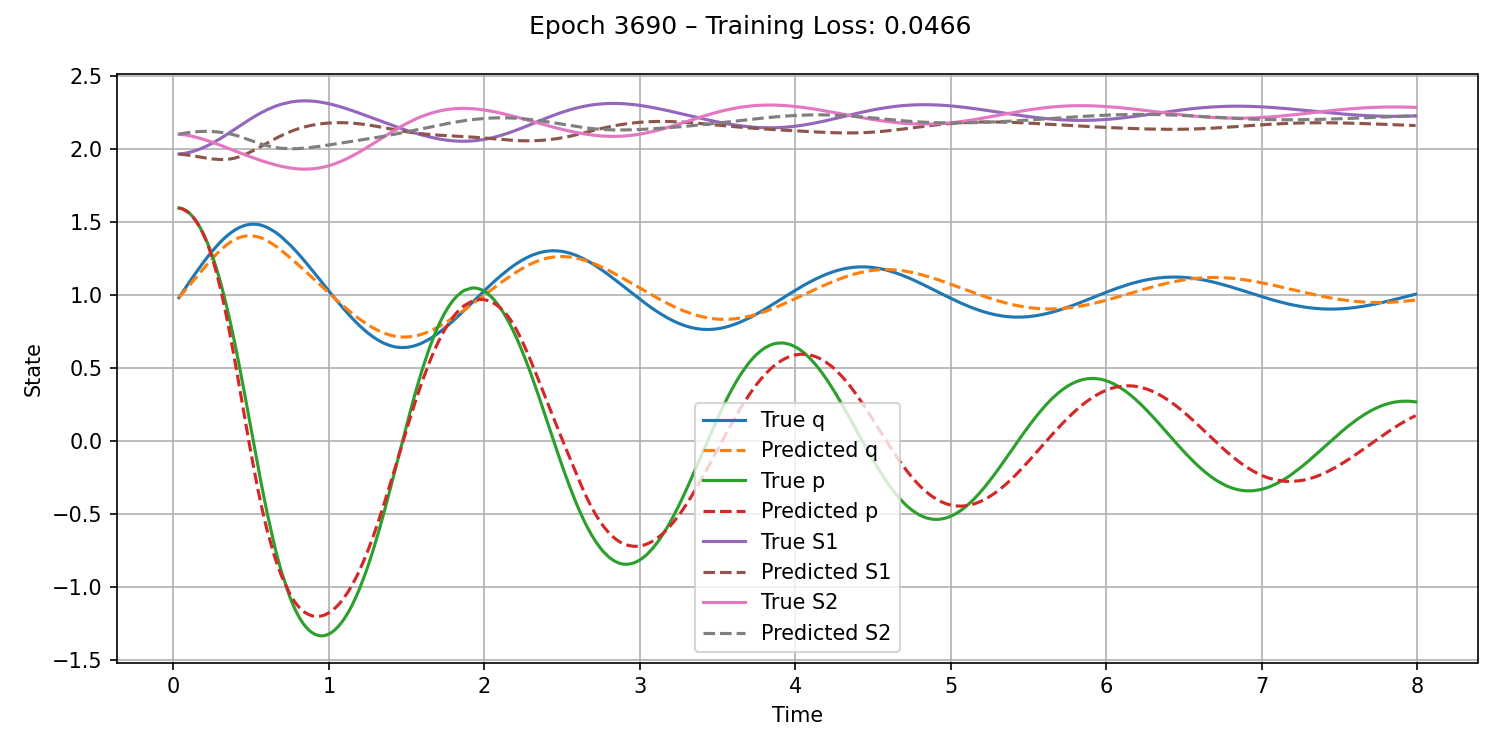 Epoch 3690 – Training Loss: 0.0466
2.5
2.0
1.5
1.0
0.5
0.0
−0.5
−1.0
−1.5
State
True q
Predicted q
True p
Predicted p
True S1
Predicted S1
True S2
Predicted S2
0 1 2 3 4 5 6 7 8
Time